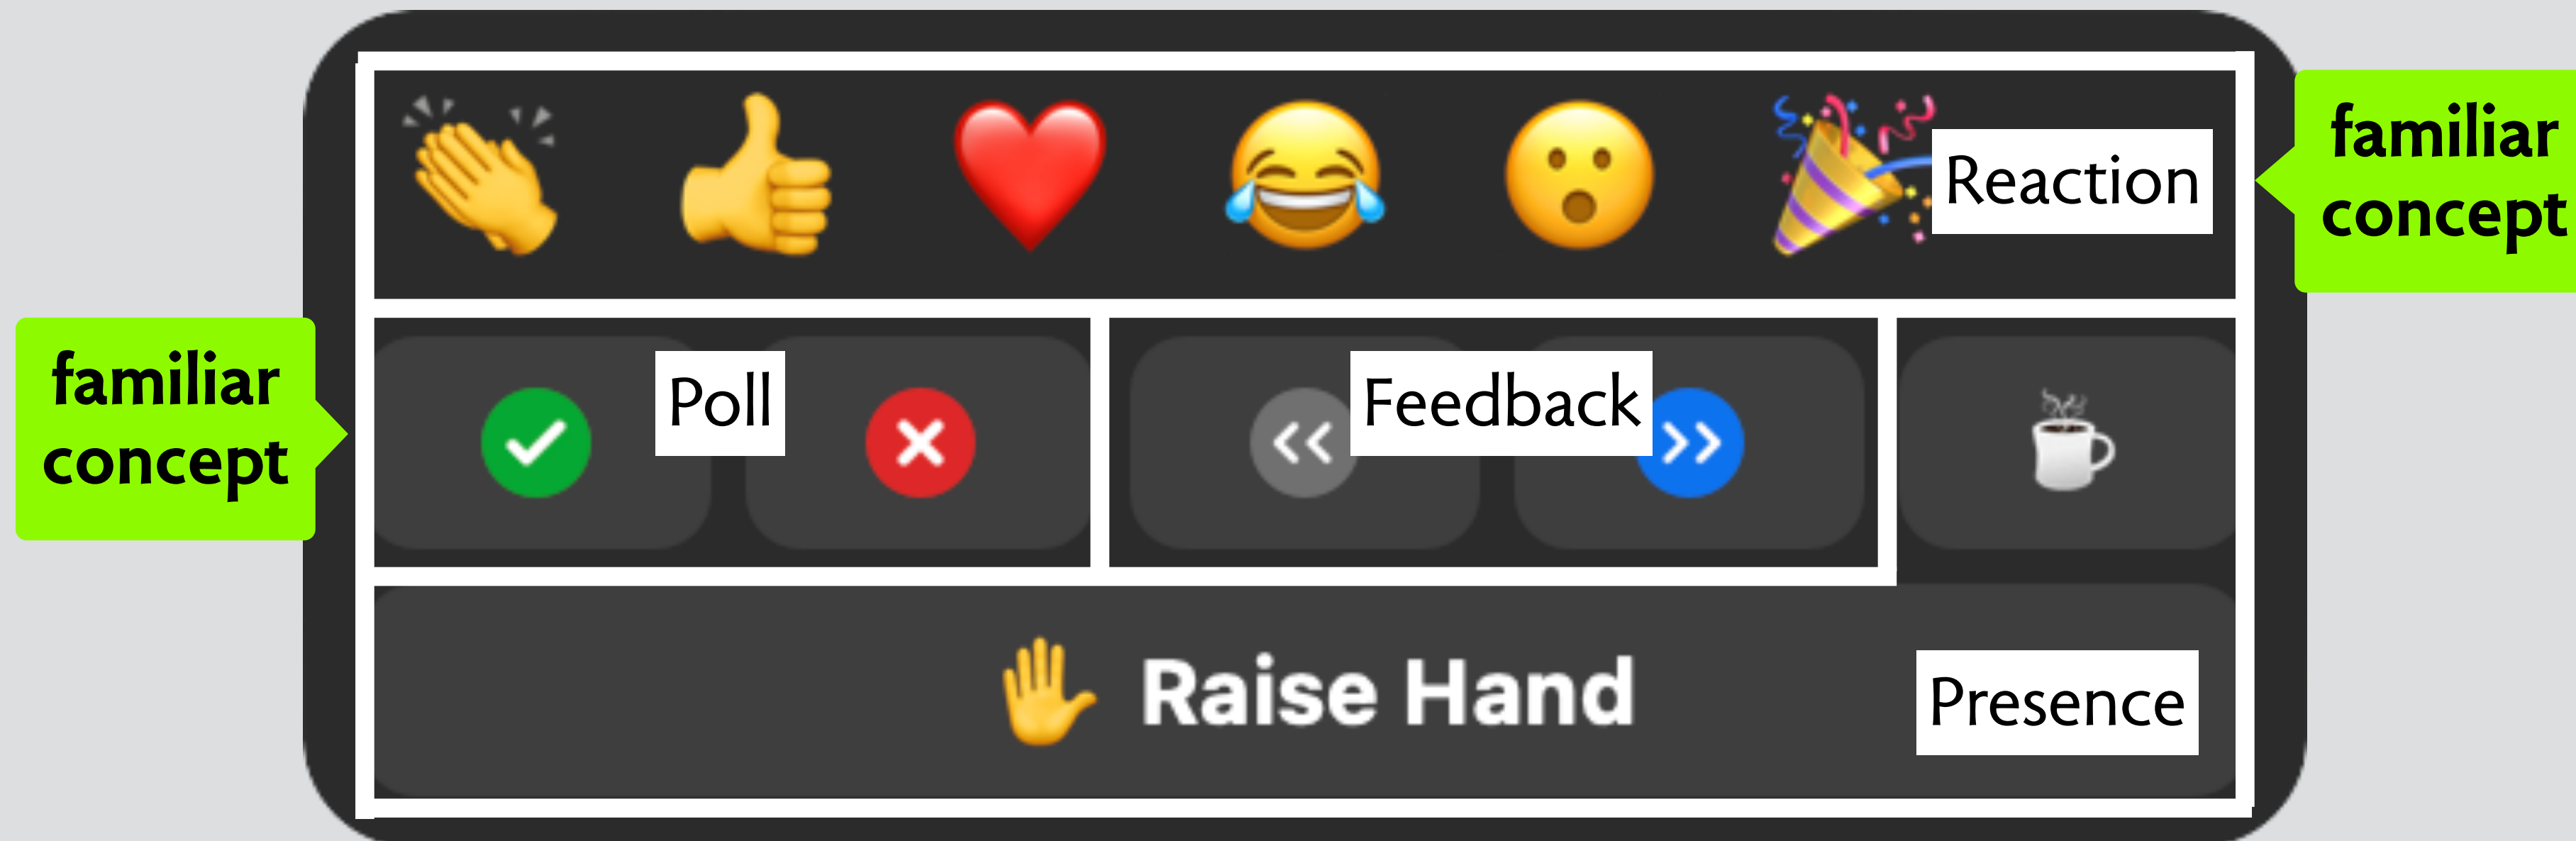 Reaction
familiar
concept
familiar
concept
Poll
Feedback
Raise Hand
Presence